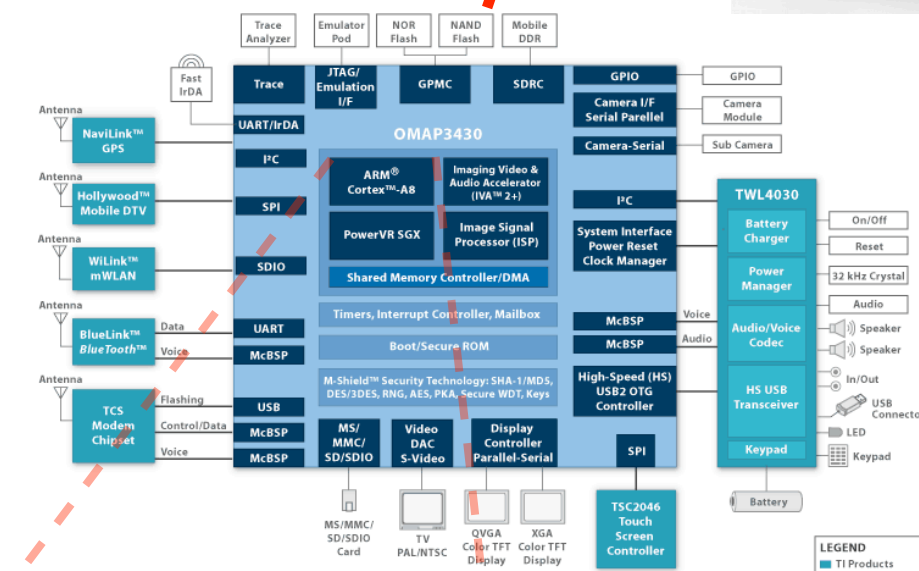 Trace
Analyzer
Emulator
Pod
NOR
Flash
NAND
Flash
Mobile
DDR
Fast
IrDA
Trace
JTAG/
Emulation
I/F
GPMC
SDRC
GPIO
GPIO
Camera I/F
Serial Parellel
Camera
Module
Camera-Serial
Sub Camera
UART/IrDA
OMAP3430
Antenna
NaviLink™
GPS
I²C
ARM®
Cortex™-A8
Imaging Video &
Audio Accelerator
(IVA™ 2+)
Antenna
Hollywood™
Mobile DTV
SPI
PowerVR SGX
Image Signal
Processor (ISP)
I²C
System Interface
Power Reset
Clock Manager
TWL4030
Battery
Charger
On/Off
Reset
Antenna
WiLink™
mWLAN
SDIO
Shared Memory Controller/DMA
Power
Manager
32 kHz Crystal
Audio
Antenna
BlueLink™
BlueTooth™
Data
Voice
UART
McBSP
Timers, Interrupt Controller, Mailbox
Boot/Secure ROM
McBSP
McBSP
Voice
Audio
Audio/Voice
Codec
Speaker
Speaker
Antenna
TCS
Modem
Chipset
Flashing
Control/Data
Voice
USB
McBSP
McBSP
M-Shield™ Security Technology: SHA-1/MD5,
DES/3DES, RNG, AES, PKA, Secure WDT, Keys
High-Speed (HS)
USB2 OTG
Controller
HS USB
Transceiver
In/Out
USB
Connecto
LED
Keypad
Keypad
MS/
MMC/
SD/SDIO
Video
DAC
S-Video
Display
Controller
Parallel-Serial
SPI
Battery
MS/MMC/
SD/SDIO
Card
TV
PAL/NTSC
QVGA
Color TFT
Display
XGA
Color TFT
Display
TSC2046
Touch
Screen
Controller
LEGEND
TI Products